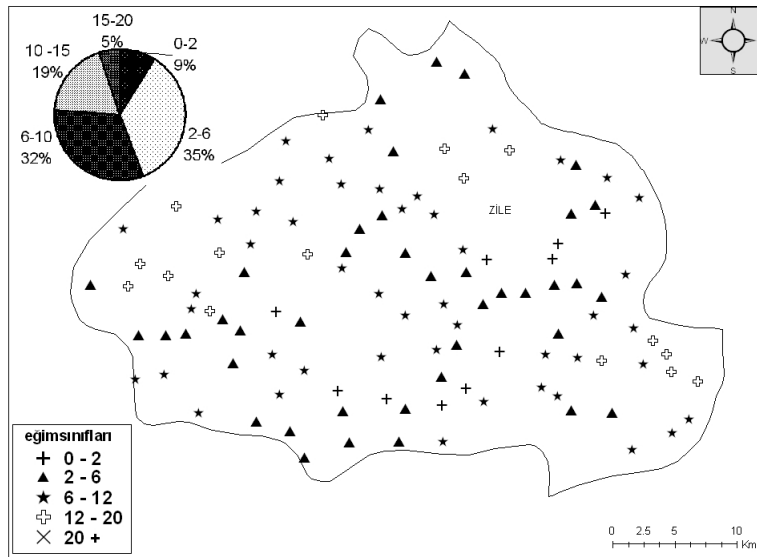 15-20
5%
0-2
9%
10 -15
19%
6-10
32%
2-6
35%
N
W
E
S
ZİLE
eğimsınıfları
0 - 2
2 - 6
6 - 12
12 - 20
20 +
0 2.5 5 10
Km